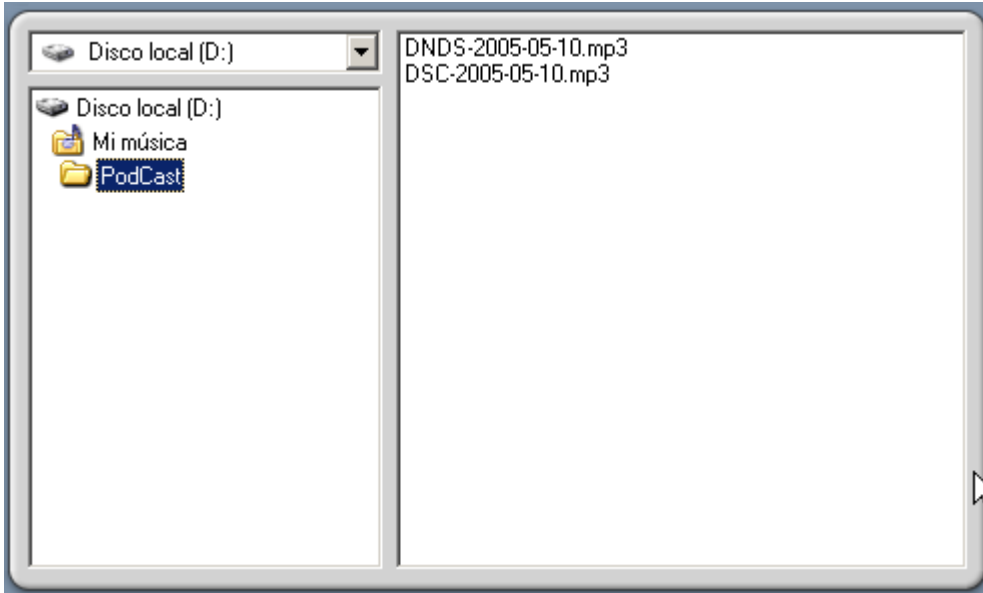 Disco local (D:)
Disco local (D:)
Mi música
PodCast
DNDS-2005-05-10.mp3
DSC-2005-05-10.mp3